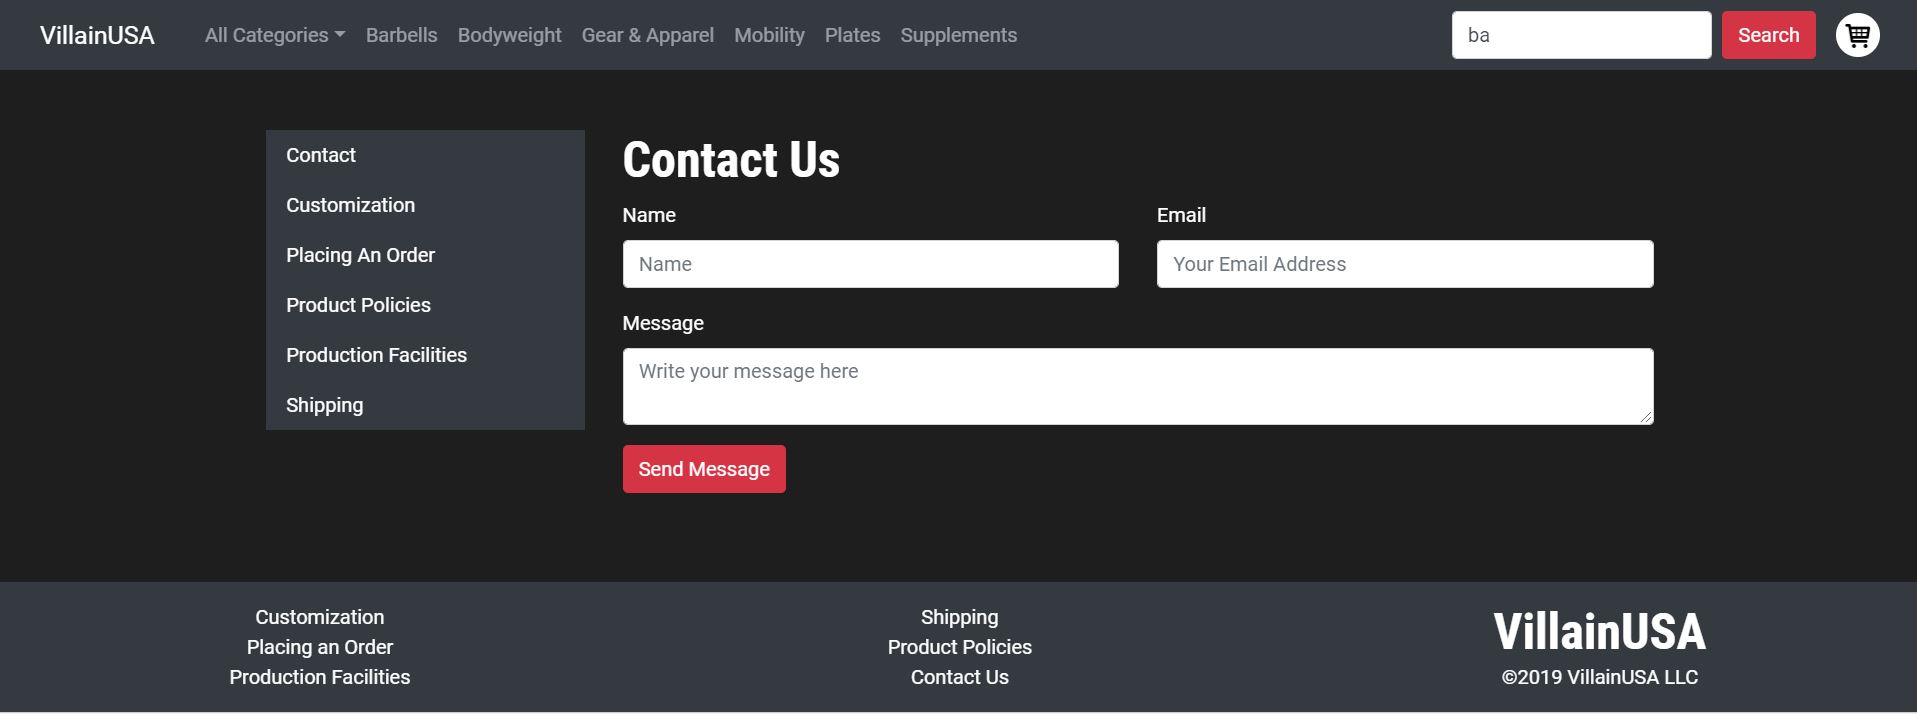 VillainUSA All Categories Barbells Bodyweight Gear & Apparel Mobility Plates Supplements ba Search
Contact
Customization
Placing An Order
Product Policies
Production Facilities
Shipping
Contact Us
Name Email
Name Your Email Address
Message
Write your message here
Send Message
Customization
Placing an Order
Production Facilities
Shipping
Product Policies
Contact Us
VillainUSA
©2019 VillainUSA LLC